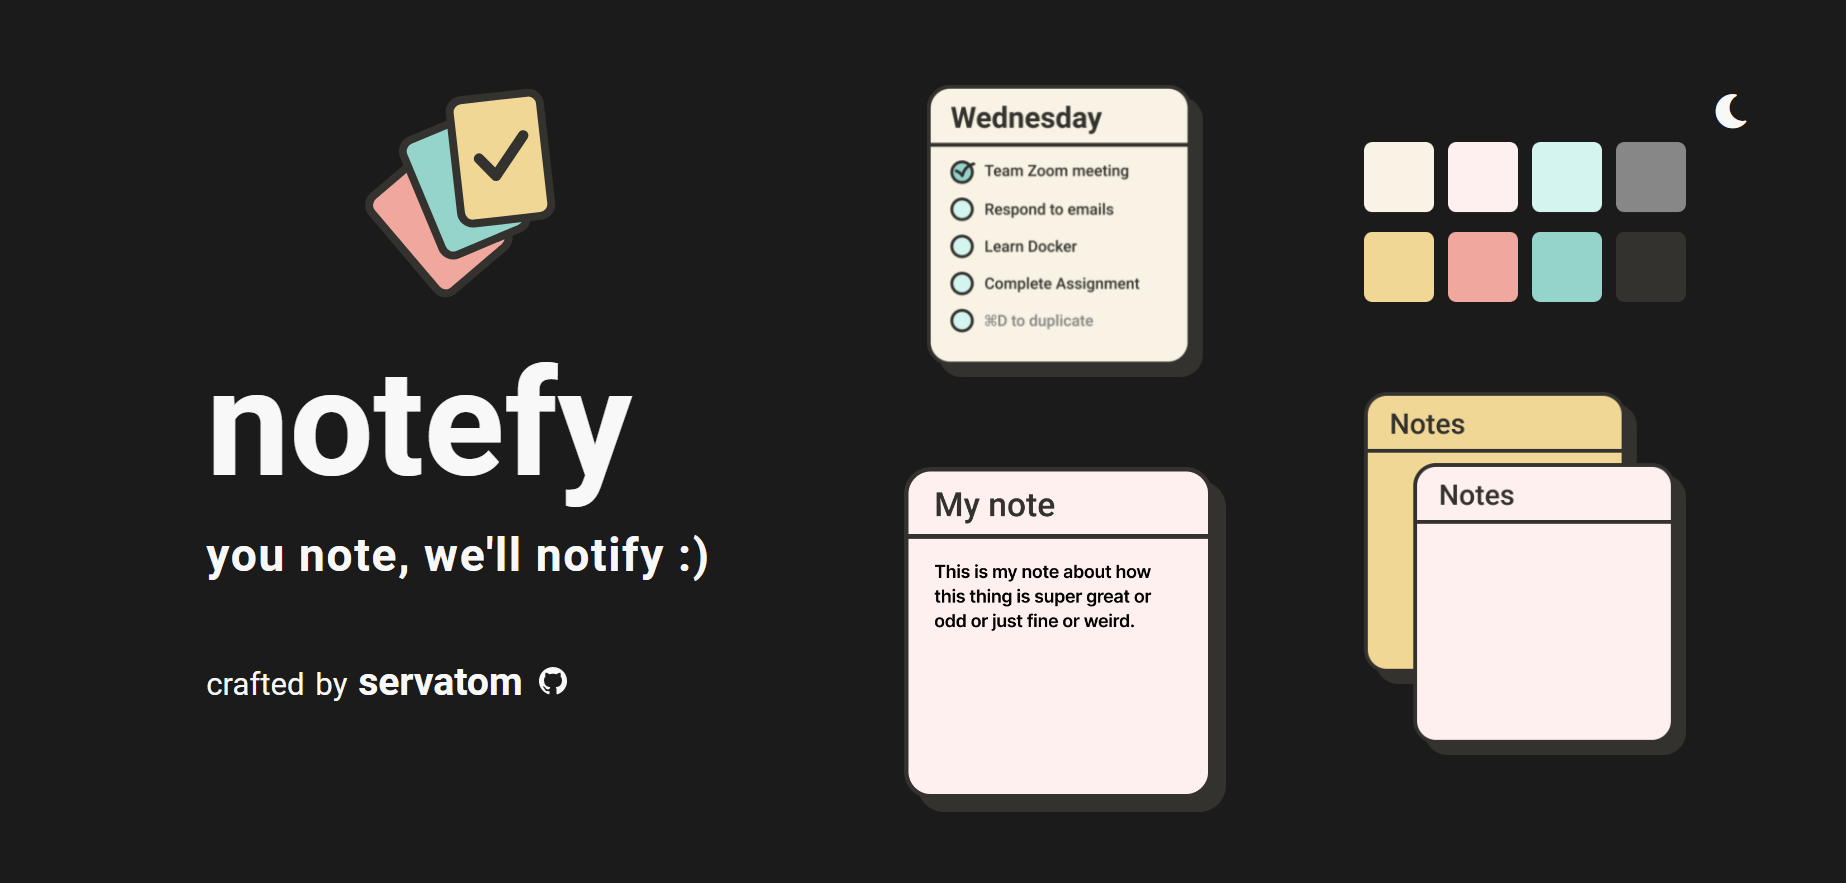 notefy
you note, we'll notify :)
crafted by servatom
Wednesday
Team Zoom meeting
Respond to emails
Learn Docker
Complete Assignment
⌘D to duplicate
My note
This is my note about how
this thing is super great or
odd or just fine or weird.
Notes
Notes